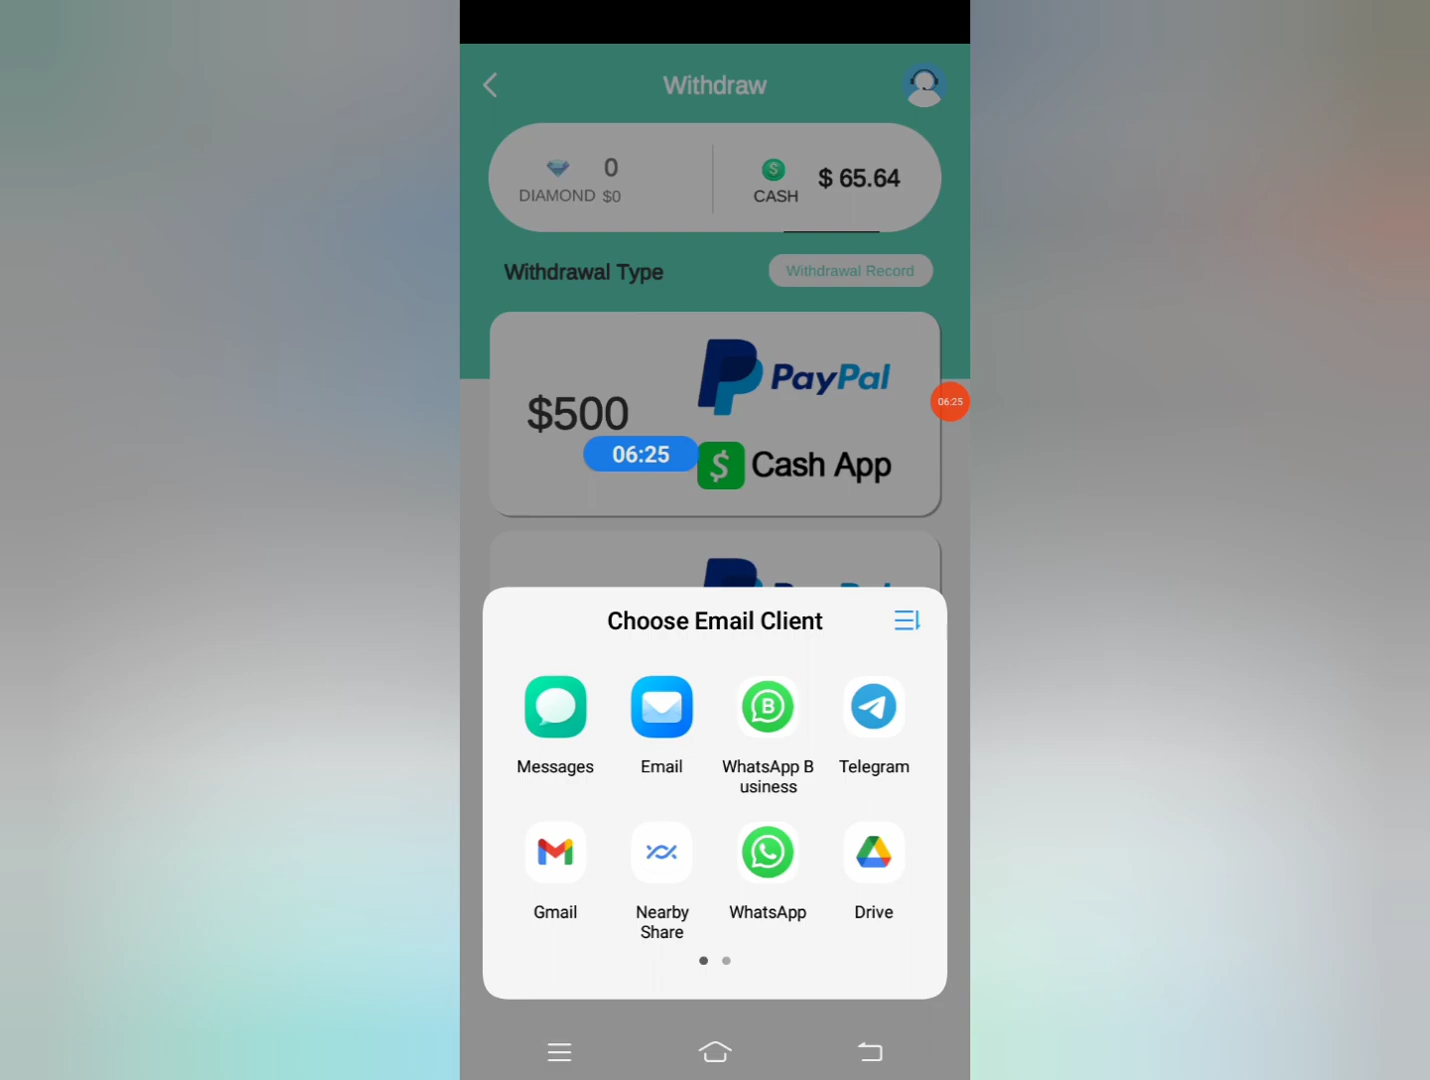 Withdraw
0
DIAMOND $0
$
CASH
$ 65.64
Withdrawal Type
Withdrawal Record
PayPal
$500
06:25
06:25
$ Cash App
Choose Email Client
Messages
Email
B
WhatsApp B
usiness
Telegram
Gmail
Nearby
Share
WhatsApp
Drive